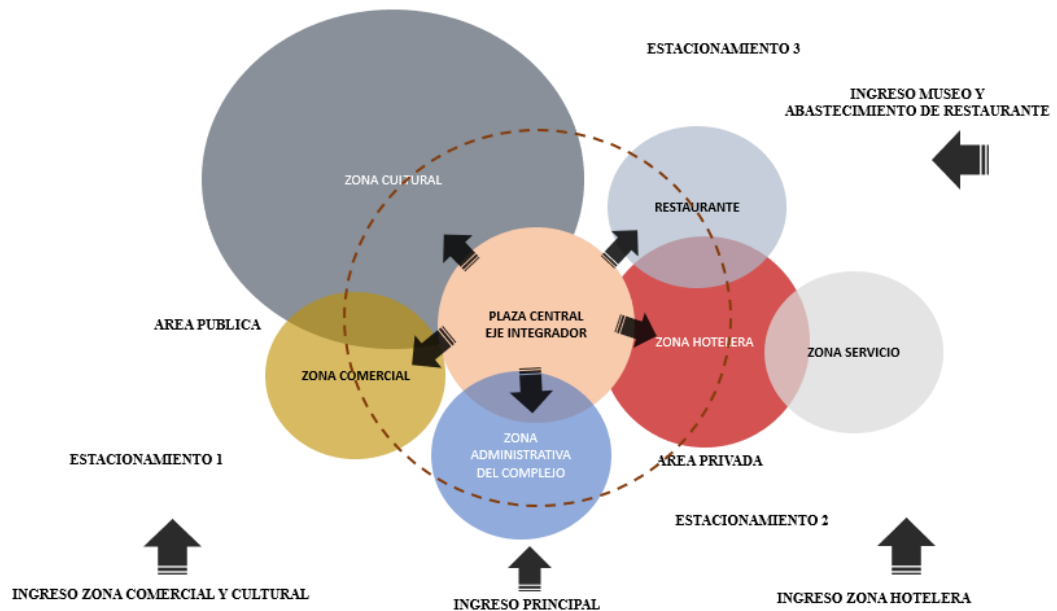 ESTACIONAMIENTO 3
INGRESO MUSEO Y
ABASTECIMIENTO DE RESTAURANTE
ZONA CULTURAL
RESTAURANTE
AREA PUBLICA
PLAZA CENTRAL
EJE INTEGRADOR
ZONA HOTELERA
ZONA SERVICIO
ZONA COMERCIAL
ZONA
ADMINISTRATIVA
DEL COMPLEJO
ESTACIONAMIENTO 1
AREA PRIVADA
ESTACIONAMIENTO 2
INGRESO ZONA COMERCIAL Y CULTURAL
INGRESO PRINCIPAL
INGRESO ZONA HOTELERA